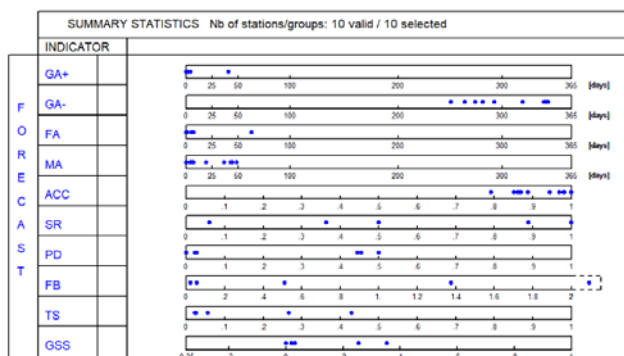 SUMMARY STATISTICS Nb of stations/groups: 10 valid / 10 selected
INDICATOR
FORECAST
GA+
0 25 50 100 200 300 365 [days]
GA-
0 25 50 100 200 300 365 [days]
FA
0 25 50 100 200 300 365 [days]
MA
0 25 50 100 200 300 365 [days]
ACC
0 .1 .2 .3 .4 .5 .6 .7 .8 .9 1
SR
0 .1 .2 .3 .4 .5 .6 .7 .8 .9 1
PD
0 .1 .2 .3 .4 .5 .6 .7 .8 .9 1
FB
0 .2 .4 .6 .8 1. 1.2 1.4 1.6 1.8 2
TS
0 .1 .2 .3 .4 .5 .6 .7 .8 .9 1
GSS